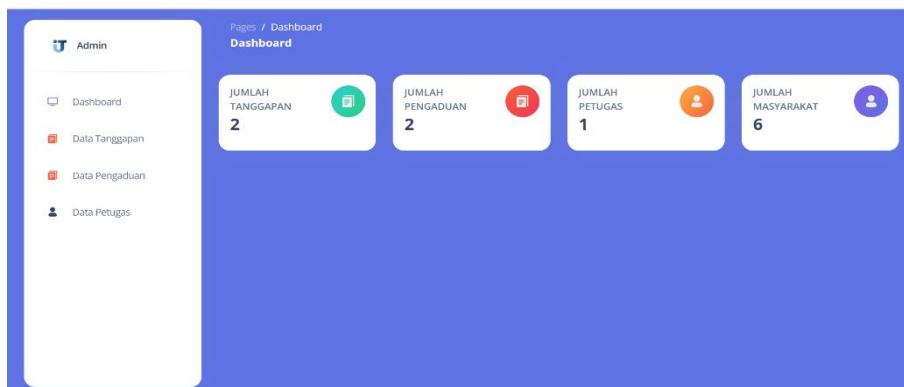 iT Admin
Dashboard
Data Tanggapan
Data Pengaduan
Data Petugas
Pages / Dashboard
Dashboard
JUMLAH
TANGGAPAN
2
JUMLAH
PENGADUAN
2
JUMLAH
PETUGAS
1
JUMLAH
MASYARAKAT
6